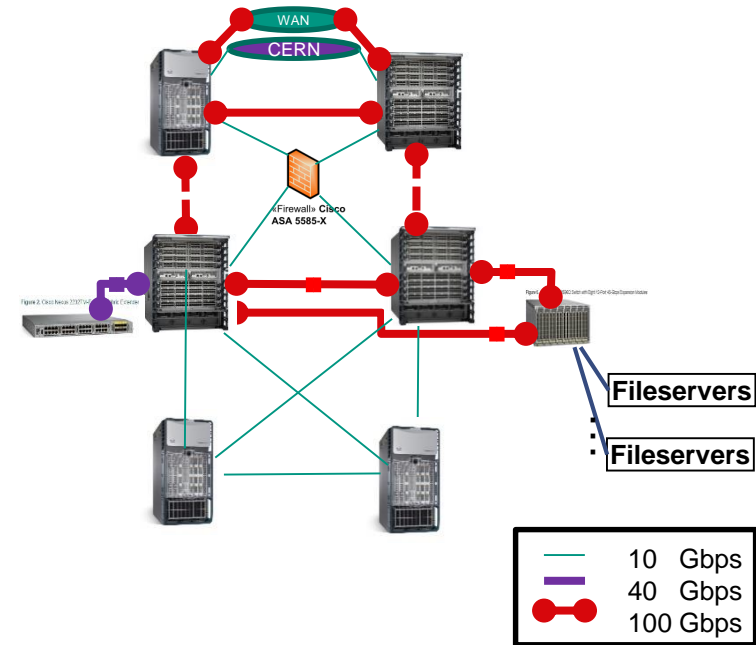 WAN
CERN
«Firewall» Cisco
ASA 5585-X
Fileservers
Fileservers
10 Gbps
40 Gbps
100 Gbps